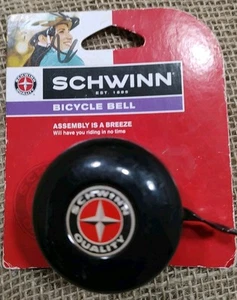 SCHWINN
EST. 1895
BICYCLE BELL
ASSEMBLY IS A BREEZE
Will have you riding in no time
SCHWINN
QUALITY